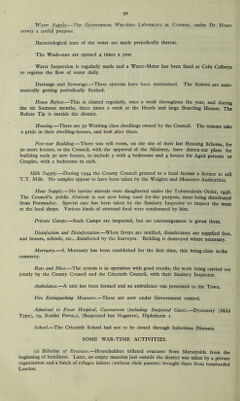 50
Water Supply.—The Government War-time Laboratory at Conway, under Dr.
serves a useful purpose.
Bacteriological tests of the water are made periodically thereat.
The Wash-outs are opened 4 times a year.
Water Inspection is regularly made and a Water-Meter has been fixed at Cefn Collwyn
to register the flow of water daily.
Drainage and Sewerage.—These systems have been maintained. The Sewers are auto-
matically getting periodically flushed.
House Refuse—This is cleared regularly, once a week throughout the year, and during
the six Summer months, three times a week at the Hotels and large Boarding Houses. The
Refuse Tip is outside the district.
Housing.—There are 50 Working class dwellings owned by the Council. The tenants take
a pride in their dwelling-houses, and look after them.
Post-war Building.—There was still room, on the site of their last Housing Scheme, for
30 more houses, so the Council, with the approval of the Ministry, have drawn-out plans for
building such 30 new houses, to include 3 with 4 bedrooms and 4 houses for Aged persons or
Couples, with 2 bedrooms in each.
Milk Supply.—During 1944 the County Council granted to a local farmer a licence to sell
T.T. Milk. No samples appear to have been taken by the Weights and Measures Authorities.
Meat Supply.—No bovine animals were slaughtered under the Tuberculosis Order, 1938.
The Council's public Abattoir is not now being used for the purpose, meat being distributed
from Portmadoc. Special care has been taken by the Sanitary Inspector to inspect the meat
at the local shops. Various kinds of unsound food were condemned by him.
Private Camps.—Such Camps are inspected, but no encouragement is given them.
Disinfection and Disinfestation.—When fevers are notified, disinfectants are supplied free,
and houses, schools, etc., disinfected by the Surveyor. Bedding is destroyed where necessary.
Mortuary.—A Mortuary has been established for the first time, this being close to the
cemetery.
Rats and Mice.—The system is in operation with good results, the work being carried out
jointly by the County Council and the Criccieth Council, with their Sanitary Inspector.
Ambulance.—A unit has been formed and an ambulance was presented to the Town.
Fire Extinguishing Measures.—These are now under Government control.
Admitted to Fever Hospital, Caernarvon (including Suspected Cases).—Dysentery (Mild
Type), 19, Scarlet Fever, 1, (Suspected but Negative), Diphtheria 2.
School.—The Criccieth School had not to be closed through Infectious Diseases.
SOME WAR-TIME ACTIVITIES.
(a) Billeting of Evacuees.—Householders billeted evacuees from Merseyside from the
beginning of hostilities. Later, an empty mansion just outside the district was taken by a private
organization and a batch of refugee infants (without their parents) brought there from bombarded
London.